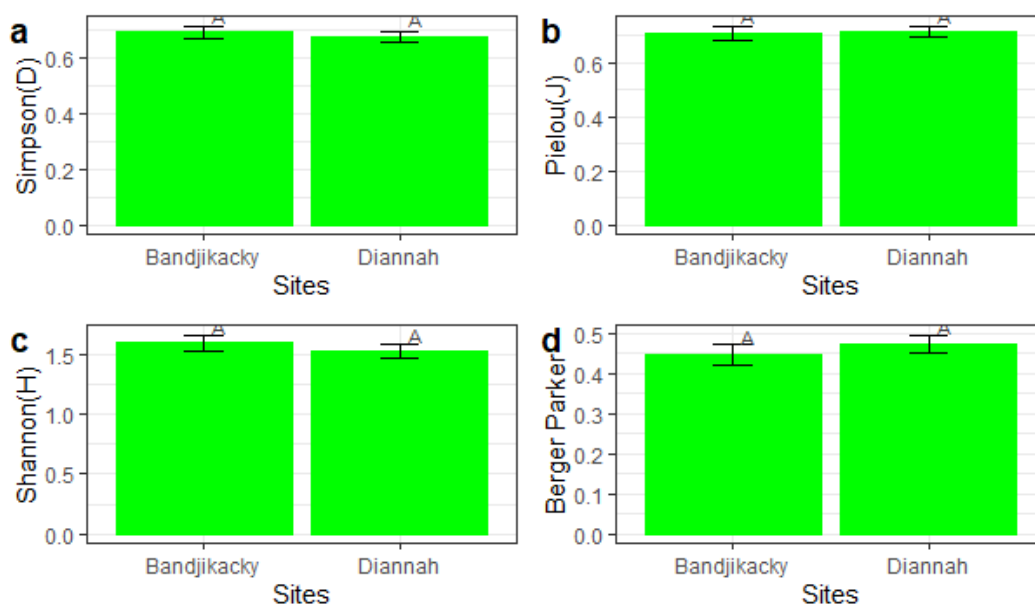 a
Simpson(D)
A
A
0.6
0.4
0.2
0.0
Bandjikacky
Diannah
Sites
b
Pielou(J)
A
A
0.6
0.4
0.2
0.0
Bandjikacky
Diannah
Sites
c
Shannon(H)
A
A
1.5
1.0
0.5
0.0
Bandjikacky
Diannah
Sites
d
Berger Parker
A
A
0.5
0.4
0.3
0.2
0.1
0.0
Bandjikacky
Diannah
Sites